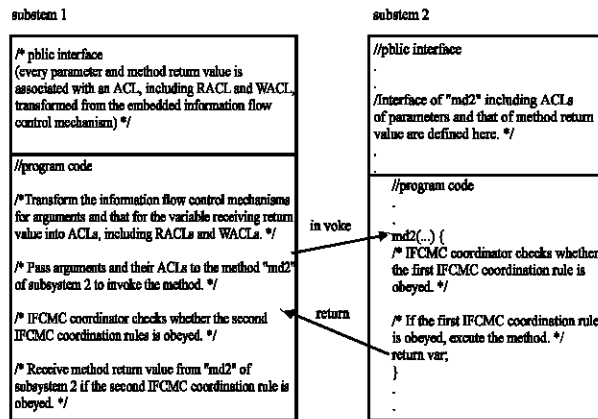 substem 1
/* pblic interface
(every parameter and method return value is
associated with an ACL, including RACL and WACL,
transformed from the embedded information flow
control mechanism) */
//program code
/*Transform the information flow control mechanisms
for arguments and that for the variable receiving return
value into ACLs, including RACLs and WACLs. */
/* Pass arguments and their ACLs to the method "md2"
of subsystem 2 to invoke the method. */
/* IFCMC coordinator checks whether the second
IFCMC coordination rules is obeyed. */
/* Receive method return value from "md2" of
subsystem 2 if the second IFCMC coordination rule is
obeyed. */
in voke
return
substem 2
//pblic interface
.
.
/Interface of "md2" including ACLs
of parameters and that of method return
value are defined here. */
.
.
//program code
.
.
md2(...) {
/* IFCMC coordinator checks whether
the first IFCMC coordination rule is
obeyed. */
/* If the first IFCMC coordination rule
is obeyed, excute the method. */
return var;
}
.
.